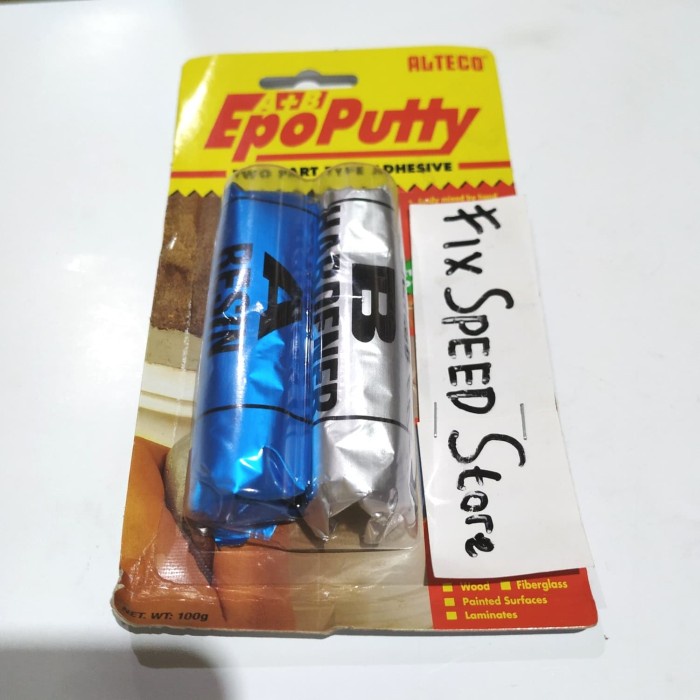 ALTECO
A+B
EpoPutty
TWO PART TYPE ADHESIVE
A
RESIN
B
HARDENER
Fix SPEED Store
Wood Fiberglass
Painted Surfaces
Laminates
NET. WT: 100g